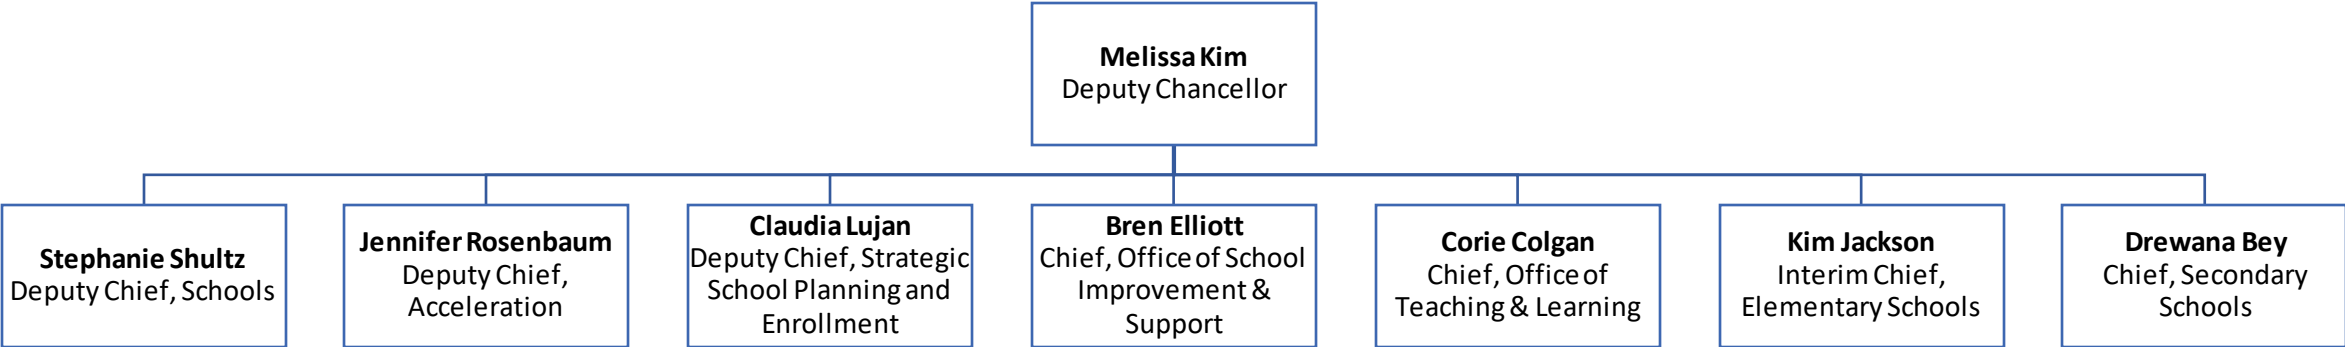 Melissa Kim
Deputy Chancellor
Stephanie Shultz
Deputy Chief, Schools
Jennifer Rosenbaum
Deputy Chief,
Acceleration
Claudia Lujan
Deputy Chief, Strategic
School Planning and
Enrollment
Bren Elliott
Chief, Office of School
Improvement &
Support
Corie Colgan
Chief, Office of
Teaching & Learning
Kim Jackson
Interim Chief,
Elementary Schools
Drewana Bey
Chief, Secondary
Schools